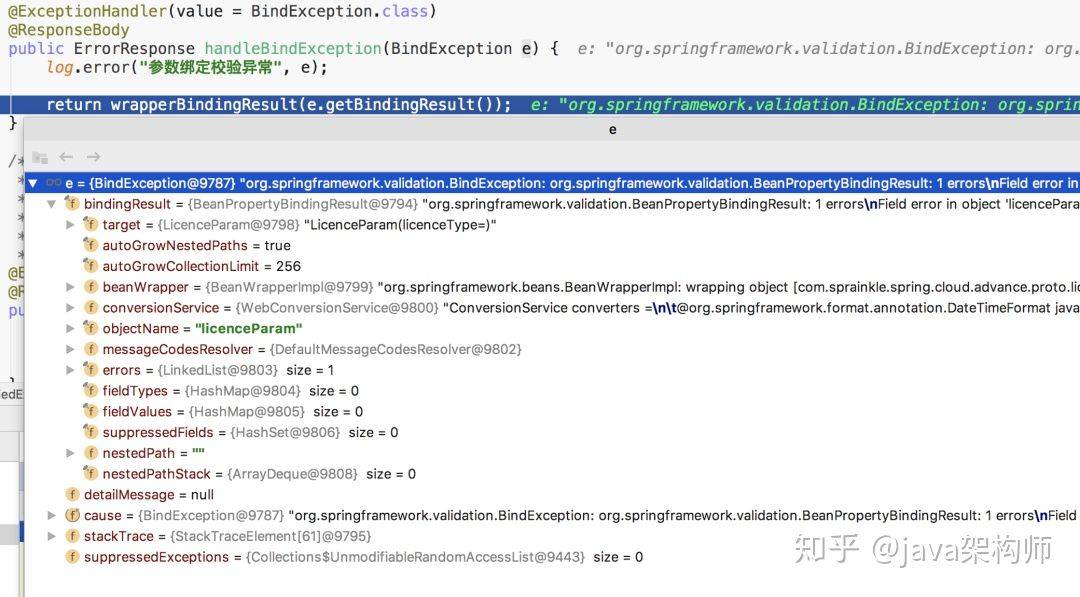 @ExceptionHandler(value = BindException.class)
@ResponseBody
public ErrorResponse handleBindException(BindException e) {  e: "org.springframework.validation.BindException: org.
log.error("参数绑定校验异常", e);
return wrapperBindingResult(e.getBindingResult());  e: "org.springframework.validation.BindException: org.sprin
}
e
/*
e = {BindException@9787} "org.springframework.validation.BindException: org.springframework.validation.BeanPropertyBindingResult: 1 errors\nField error in
*
bindingResult = {BeanPropertyBindingResult@9794} "org.springframework.validation.BeanPropertyBindingResult: 1 errors\nField error in object 'licencePara
*
target = {LicenceParam@9798} "LicenceParam(licenceType=)"
*
autoGrowNestedPaths = true
*
autoGrowCollectionLimit = 256
@E
beanWrapper = {BeanWrapperImpl@9799} "org.springframework.beans.BeanWrapperImpl: wrapping object [com.sprainkle.spring.cloud.advance.proto.lic
@R
conversionService = {WebConversionService@9800} "ConversionService converters =\n\t@org.springframework.format.annotation.DateTimeFormat java
pu
objectName = "licenceParam"
messageCodesResolver = {DefaultMessageCodesResolver@9802}
errors = {LinkedList@9803}  size = 1
}
fieldTypes = {HashMap@9804}  size = 0
edE
fieldValues = {HashMap@9805}  size = 0
suppressedFields = {HashSet@9806}  size = 0
nestedPath = ""
nestedPathStack = {ArrayDeque@9808}  size = 0
detailMessage = null
cause = {BindException@9787} "org.springframework.validation.BindException: org.springframework.validation.BeanPropertyBindingResult: 1 errors\nField
stackTrace = {StackTraceElement[61]@9795}
suppressedExceptions = {Collections$UnmodifiableRandomAccessList@9443}  size = 0
知乎 @java架构师